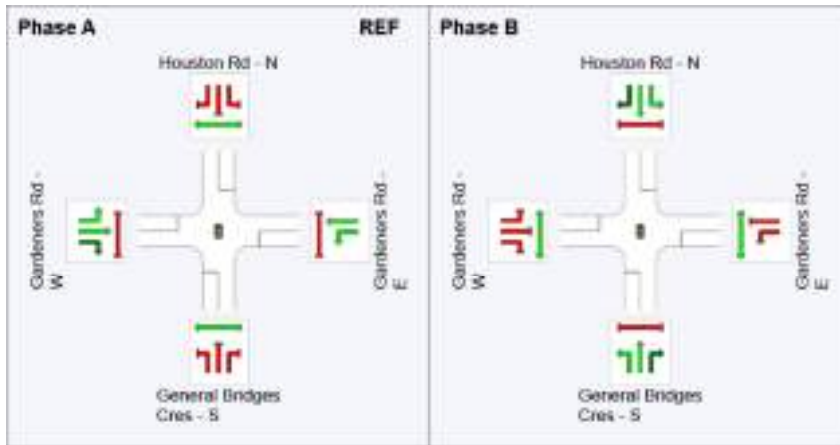 Phase A
REF
Houston Rd - N
Gardeners Rd -
W
Gardeners Rd -
E
General Bridges
Cres - S
Phase B
Houston Rd - N
Gardeners Rd -
W
Gardeners Rd -
E
General Bridges
Cres - S